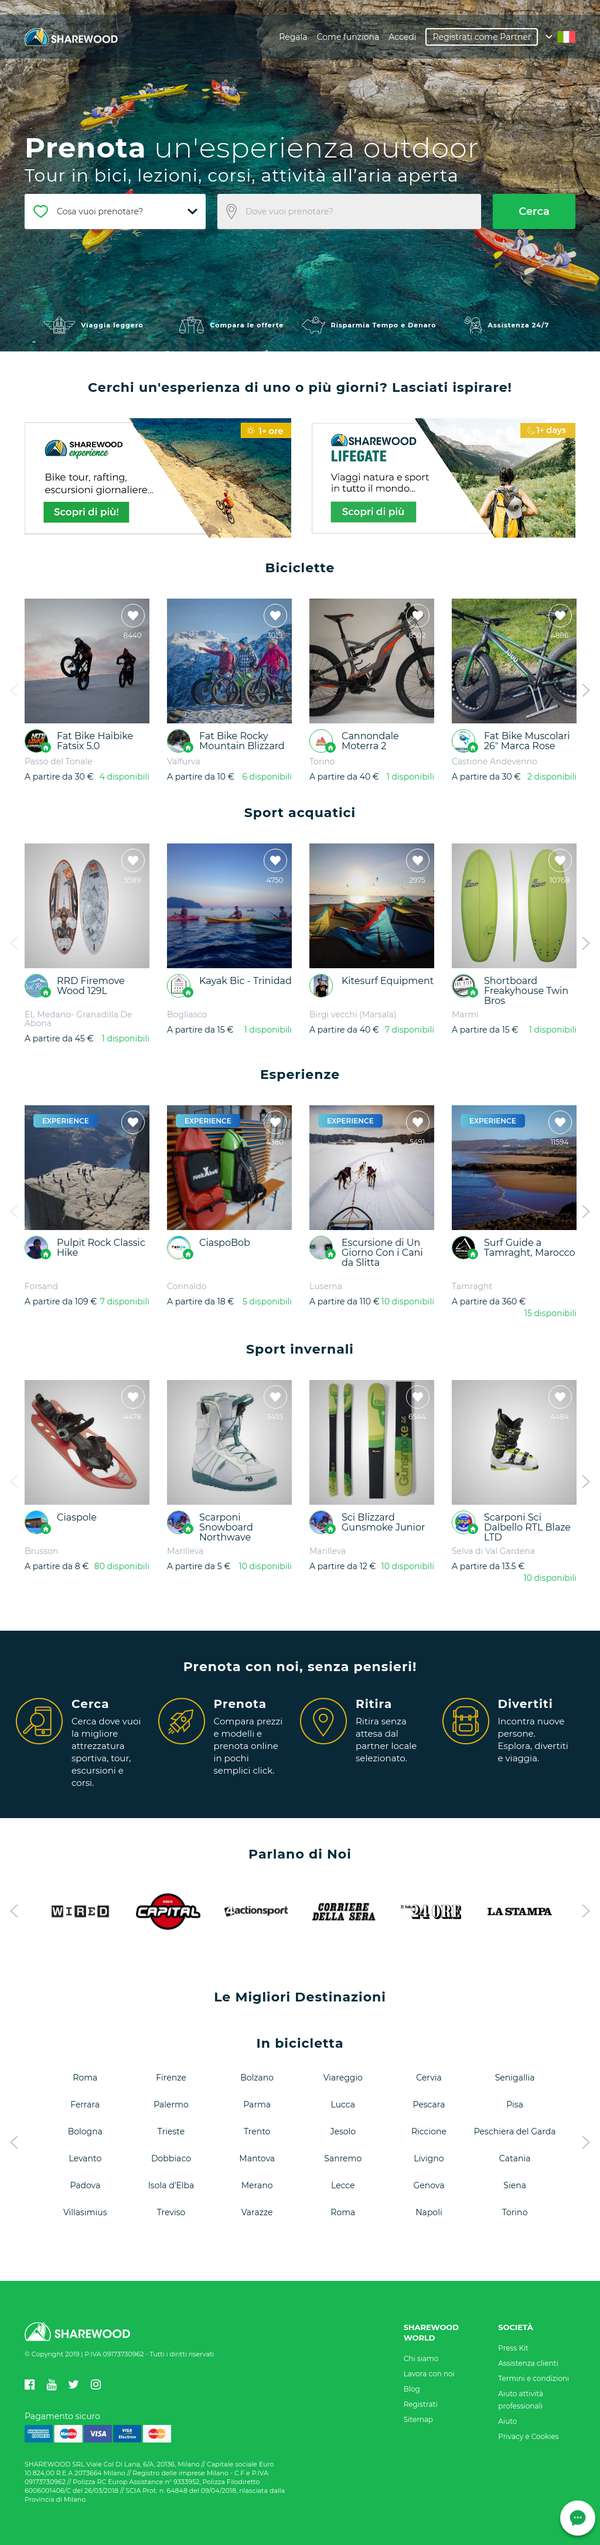 SHAREWOOD
Regala Come funziona Accedi Registrati come Partner
Prenota un'esperienza outdoor
Tour in bici, lezioni, corsi, attività all'aria aperta
Cosa vuoi prenotare? Dove vuoi prenotare? Cerca
Viaggia leggero Compara le offerte Risparmia Tempo e Denaro Assistenza 24/7
Cerchi un'esperienza di uno o più giorni? Lasciati ispirare!
1+ ore
SHAREWOOD
experience
Bike tour, rafting,
escursioni giornaliere...
Scopri di più!
1+ days
SHAREWOOD
LIFEGATE
Viaggi natura e sport
in tutto il mondo...
Scopri di più
Biciclette
8440
Fat Bike Haibike
Fatsix 5.0
Passo del Tonale
A partire da 30 € 4 disponibili
Fat Bike Rocky
Mountain Blizzard
Valfurva
A partire da 10 € 6 disponibili
Cannondale
Moterra 2
Torino
A partire da 40 € 1 disponibili
4886
Fat Bike Muscolari
26" Marca Rose
Castione Andevenno
A partire da 30 € 2 disponibili
Sport acquatici
RRD Firemove
Wood 129L
EL Medano- Granadilla De
Abona
A partire da 45 € 1 disponibili
4750
Kayak Bic - Trinidad
Bogliasco
A partire da 15 € 1 disponibili
2975
Kitesurf Equipment
Birgi vecchi (Marsala)
A partire da 40 € 7 disponibili
10769
Shortboard
Freakyhouse Twin
Bros
Marmi
A partire da 15 € 1 disponibili
Esperienze
EXPERIENCE
Pulpit Rock Classic
Hike
Forsand
A partire da 109 € 7 disponibili
EXPERIENCE
4360
CiaspoBob
Corinaldo
A partire da 18 € 5 disponibili
EXPERIENCE
5491
Escursione di Un
Giorno Con i Cani
da Slitta
Luserna
A partire da 110 € 10 disponibili
EXPERIENCE
11594
Surf Guide a
Tamraght, Marocco
Tamraght
A partire da 360 €
15 disponibili
Sport invernali
4478
Ciaspole
Brusson
A partire da 8 € 80 disponibili
Scarponi
Snowboard
Northwave
Marilleva
A partire da 5 € 10 disponibili
6544
Sci Blizzard
Gunsmoke Junior
Marilleva
A partire da 12 € 10 disponibili
4484
Scarponi Sci
Dalbello RTL Blaze
LTD
Selva di Val Gardena
A partire da 13.5 €
10 disponibili
Prenota con noi, senza pensieri!
Cerca
Cerca dove vuoi
la migliore
attrezzatura
sportiva, tour,
escursioni e
corsi.
Prenota
Compara prezzi
e modelli e
prenota online
in pochi
semplici click.
Ritira
Ritira senza
attesa dal
partner locale
selezionato.
Divertiti
Incontra nuove
persone.
Esplora, divertiti
e viaggia.
Parlano di Noi
WIRED CAPITAL 4actionsport CORRIERE DELLA SERA 24 ORE LA STAMPA
Le Migliori Destinazioni
In bicicletta
Roma Firenze Bolzano Viareggio Cervia Senigallia
Ferrara Palermo Parma Lucca Pescara Pisa
Bologna Trieste Trento Jesolo Riccione Peschiera del Garda
Levanto Dobbiaco Mantova Sanremo Livigno Catania
Padova Isola d'Elba Merano Lecce Genova Siena
Villasimius Treviso Varazze Roma Napoli Torino
SHAREWOOD
© Copyright 2019 | P.IVA 09173730962 - Tutti i diritti riservati
Pagamento sicuro
VISA
VISA
Electron
SHAREWOOD SRL Viale Col Di Lana, 6/A, 20136, Milano // Capitale sociale Euro
10.824,00 R.E.A 2073664 Milano // Registro delle imprese Milano - C.F e P.IVA:
09173730962 // Polizza RC Europ Assistance n° 9333952, Polizza Filodiretto
6006001406/C del 26/03/2018 // SCIA Prot. n. 64848 del 09/04/2018, rilasciata dalla
Provincia di Milano
SHAREWOOD
WORLD
Chi siamo
Lavora con noi
Blog
Registrati
Sitemap
SOCIETÀ
Press Kit
Assistenza clienti
Termini e condizioni
Aiuto attività
professionali
Aiuto
Privacy e Cookies